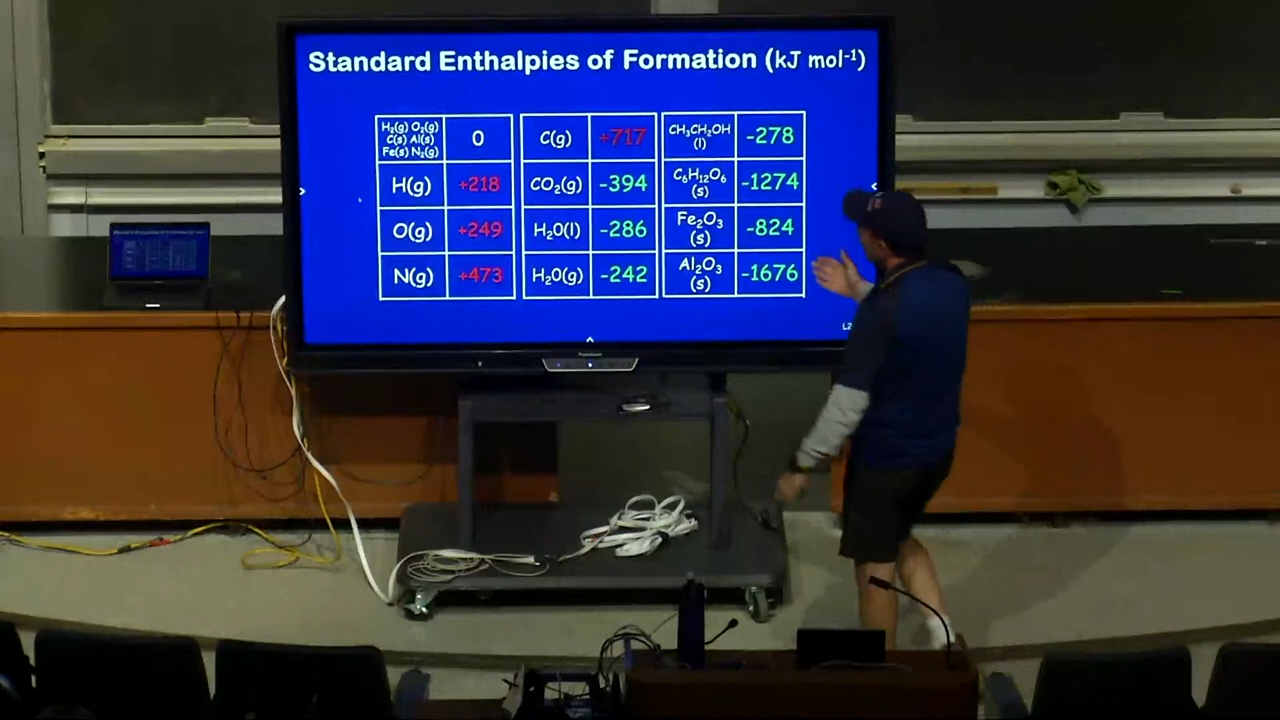 Standard Enthalpies of Formation (kJ mol⁻¹)
H₂(g) O₂(g)
C(s) Al(s)
Fe(s) N₂(g)
0
C(g)
+717
CH₃CH₂OH
(l)
-278
H(g)
+218
CO₂(g)
-394
C₆H₁₂O₆
(s)
-1274
O(g)
+249
H₂O(l)
-286
Fe₂O₃
(s)
-824
N(g)
+473
H₂O(g)
-242
Al₂O₃
(s)
-1676